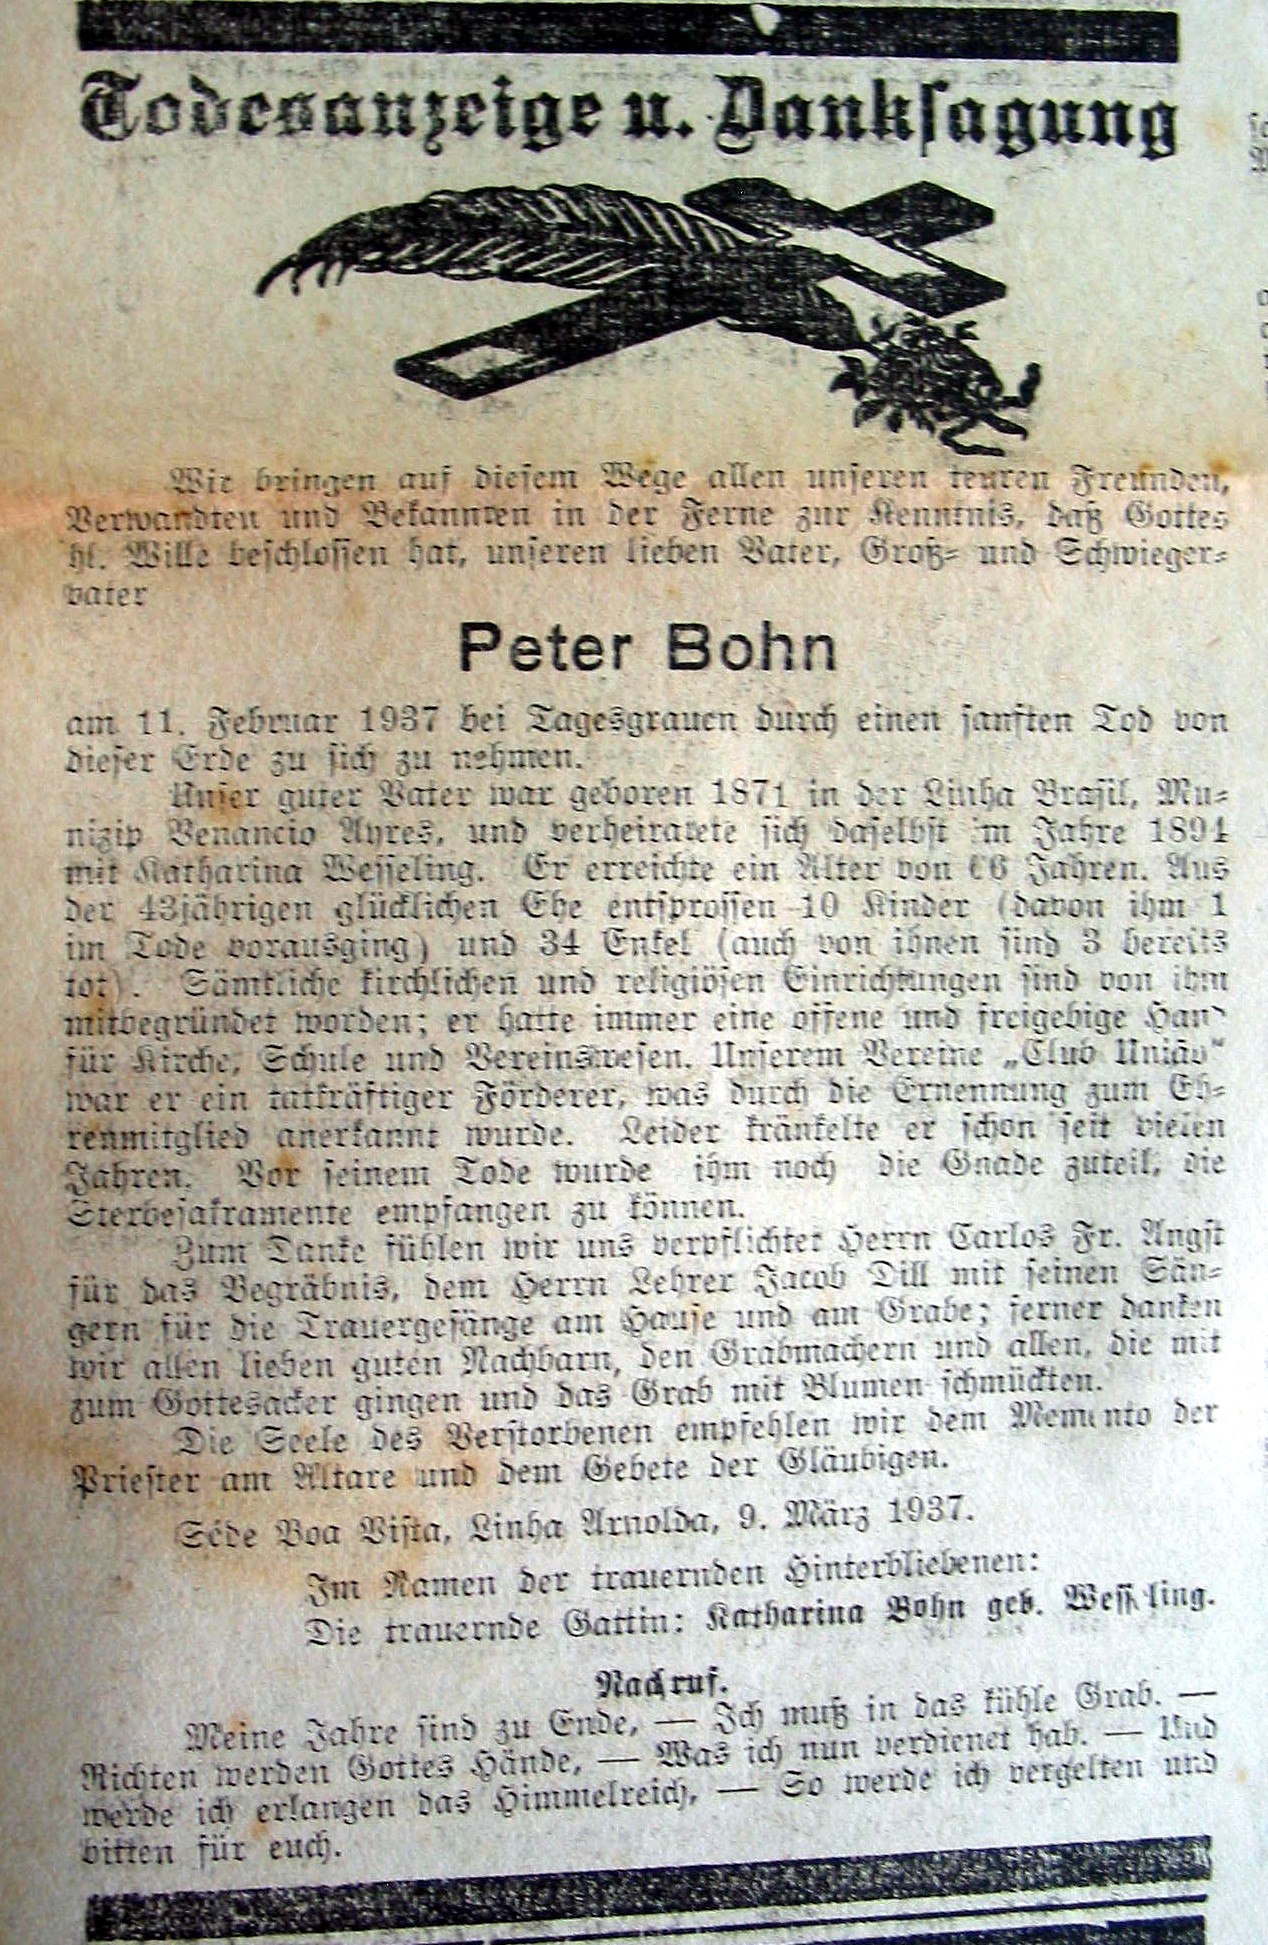 Todesanzeige u. Danksagung
Wir bringen auf diesem Wege allen unseren teuren Freunden,
Verwandten und Bekannten in der Ferne zur Kenntnis, daß Gottes
hl. Wille beschlossen hat, unseren lieben Vater, Groß- und Schwieger-
vater
Peter Bohn
am 11. Februar 1937 bei Tagesgrauen durch einen sanften Tod von
dieser Erde zu sich zu nehmen.
Unser guter Vater war geboren 1871 in der Linha Brasil, Mu-
nizip Venancio Ayres, und verheiratete sich daselbst im Jahre 1894
mit Katharina Wesseling. Er erreichte ein Alter von 66 Jahren. Aus
der 43jährigen glücklichen Ehe entsprossen 10 Kinder (davon ihm 1
im Tode vorausging) und 34 Enkel (auch von ihnen sind 3 bereits
tot). Sämtliche kirchlichen und religiösen Einrichtungen sind von ihm
mitbegründet worden; er hatte immer eine offene und freigebige Hand
für Kirche, Schule und Vereinswesen. Unserem Vereine „Club União“
war er ein tatkräftiger Förderer, was durch die Ernennung zum Eh-
renmitglied anerkannt wurde. Leider kränkelte er schon seit vielen
Jahren. Vor seinem Tode wurde ihm noch die Gnade zuteil, die
Sterbesakramente empfangen zu können.
Zum Danke fühlen wir uns verpflichtet Herrn Carlos Fr. Angst
für das Begräbnis, dem Herrn Lehrer Jacob Dill mit seinen Sän-
gern für die Trauergesänge am Hause und am Grabe; ferner danken
wir allen lieben guten Nachbarn, den Grabmachern und allen, die mit
zum Gottesacker gingen und das Grab mit Blumen schmückten.
Die Seele des Verstorbenen empfehlen wir dem Memento der
Priester am Altare und dem Gebete der Gläubigen.
Séde Boa Vista, Linha Arnolda, 9. März 1937.
Im Namen der trauernden Hinterbliebenen:
Die trauernde Gattin: Katharina Bohn geb. Wesseling.
Nachruf.
Meine Jahre sind zu Ende, — Ich muß in das kühle Grab. —
Richten werden Gottes Hände, — Was ich nun verdienet hab. — Und
werde ich erlangen das Himmelreich, — So werde ich vergelten und
bitten für euch.